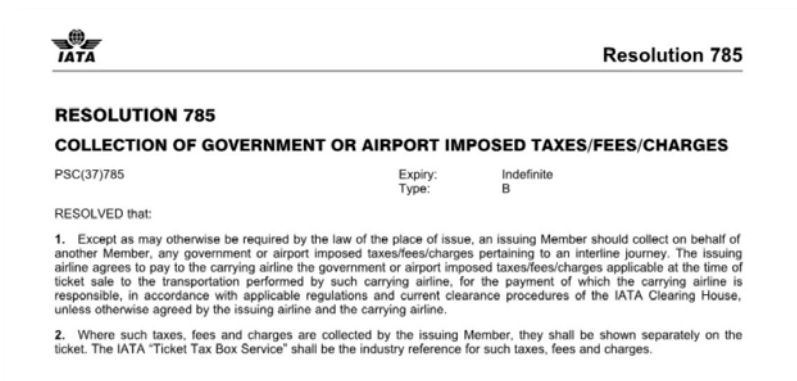 IATA
Resolution 785
RESOLUTION 785
COLLECTION OF GOVERNMENT OR AIRPORT IMPOSED TAXES/FEES/CHARGES
PSC(37)785 Expiry: Indefinite
Type: B
RESOLVED that:
1. Except as may otherwise be required by the law of the place of issue, an issuing Member should collect on behalf of
another Member, any government or airport imposed taxes/fees/charges pertaining to an interline journey. The issuing
airline agrees to pay to the carrying airline the government or airport imposed taxes/fees/charges applicable at the time of
ticket sale to the transportation performed by such carrying airline, for the payment of which the carrying airline is
responsible, in accordance with applicable regulations and current clearance procedures of the IATA Clearing House,
unless otherwise agreed by the issuing airline and the carrying airline.
2. Where such taxes, fees and charges are collected by the issuing Member, they shall be shown separately on the
ticket. The IATA “Ticket Tax Box Service” shall be the industry reference for such taxes, fees and charges.